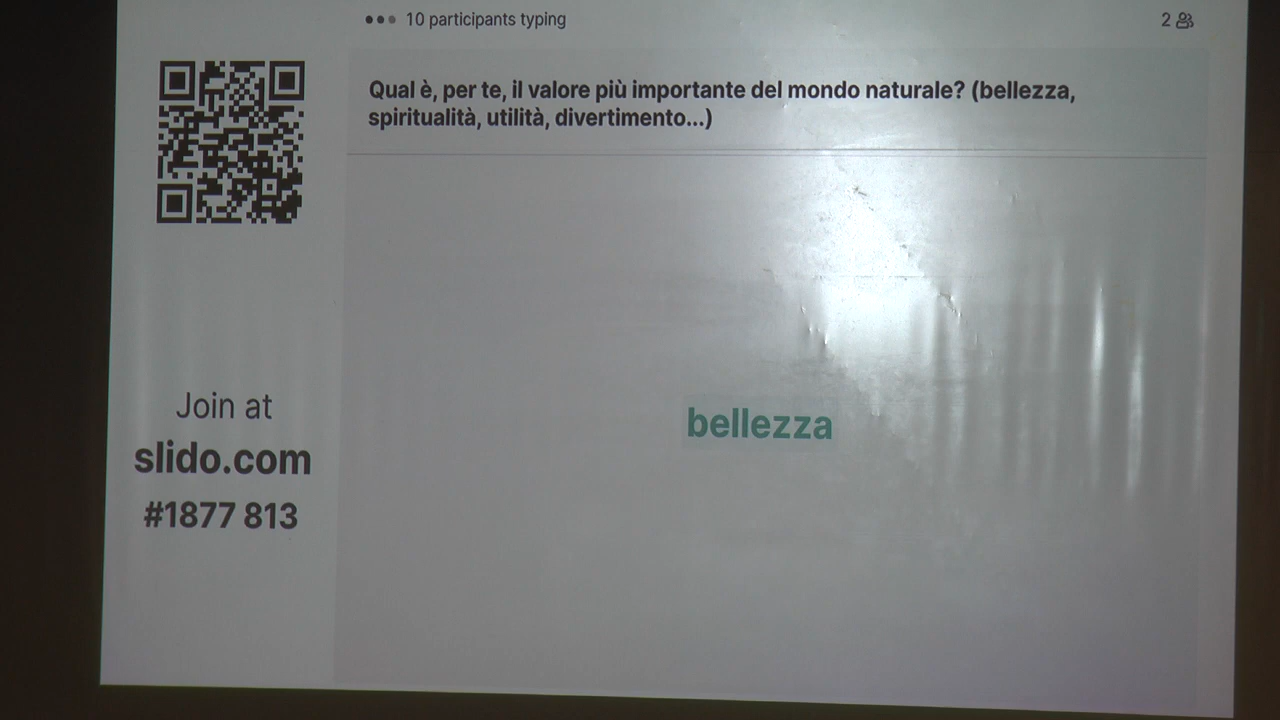 10 participants typing
2
Qual è, per te, il valore più importante del mondo naturale? (bellezza,
spiritualità, utilità, divertimento...)
bellezza
Join at
slido.com
#1877 813